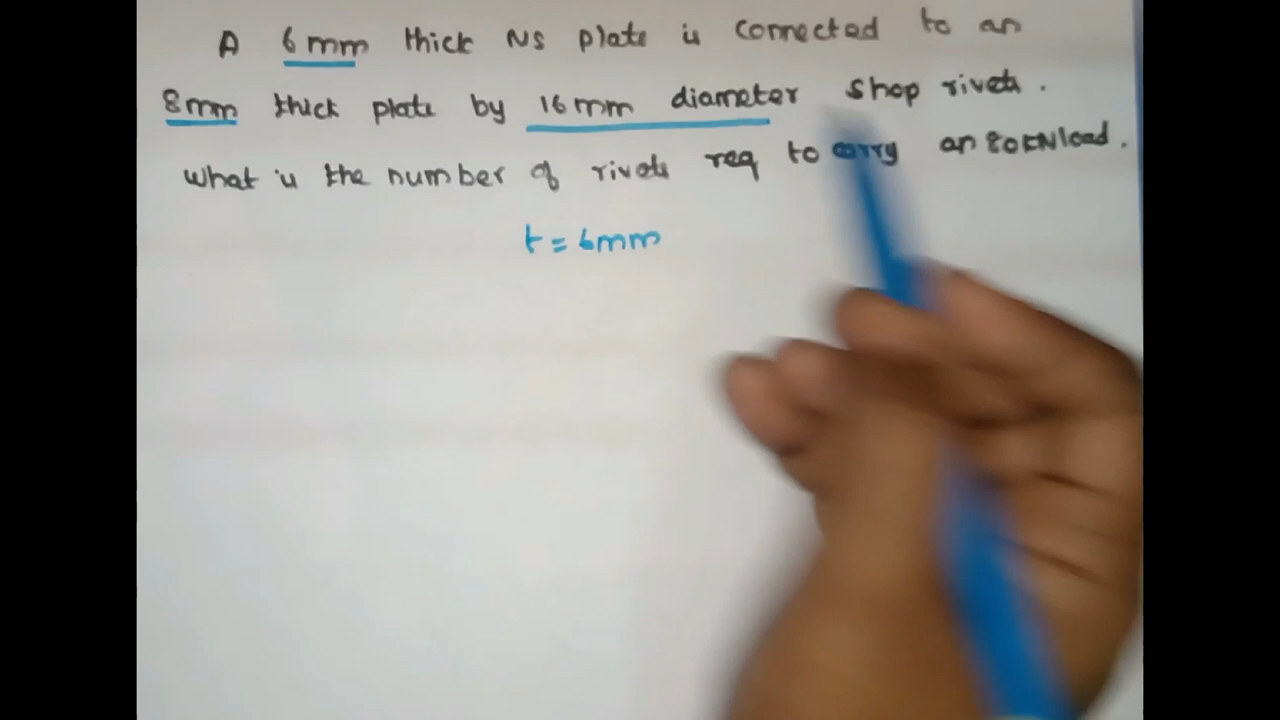 A 6mm thick MS plate is connected to an
8mm thick plate by 16mm diameter shop rivets.
what is the number of rivets req to carry an 80KN load.
t = 6mm